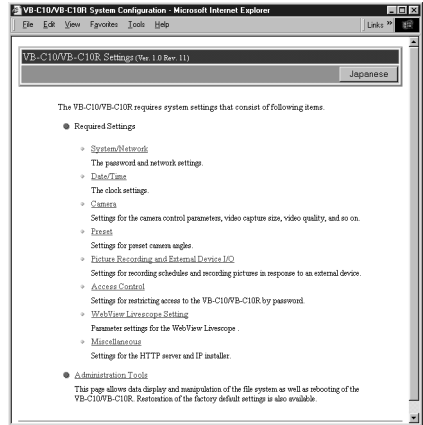 VB-C10/VB-C10R System Configuration - Microsoft Internet Explorer
File Edit View Favorites Tools Help Links »
VB-C10/VB-C10R Settings (Ver. 1.0 Rev. 11)
Japanese
The VB-C10/VB-C10R requires system settings that consist of following items.
Required Settings
System/Network
The password and network settings.
Date/Time
The clock settings.
Camera
Settings for the camera control parameters, video capture size, video quality, and so on.
Preset
Settings for preset camera angles.
Picture Recording and External Device I/O
Settings for recording schedules and recording pictures in response to an external device.
Access Control
Settings for restricting access to the VB-C10/VB-C10R by password.
WebView Livescope Setting
Parameter settings for the WebView Livescope .
Miscellaneous
Settings for the HTTP server and IP installer.
Administration Tools
This page allows data display and manipulation of the file system as well as rebooting of the
VB-C10/VB-C10R. Restoration of the factory default settings is also available.